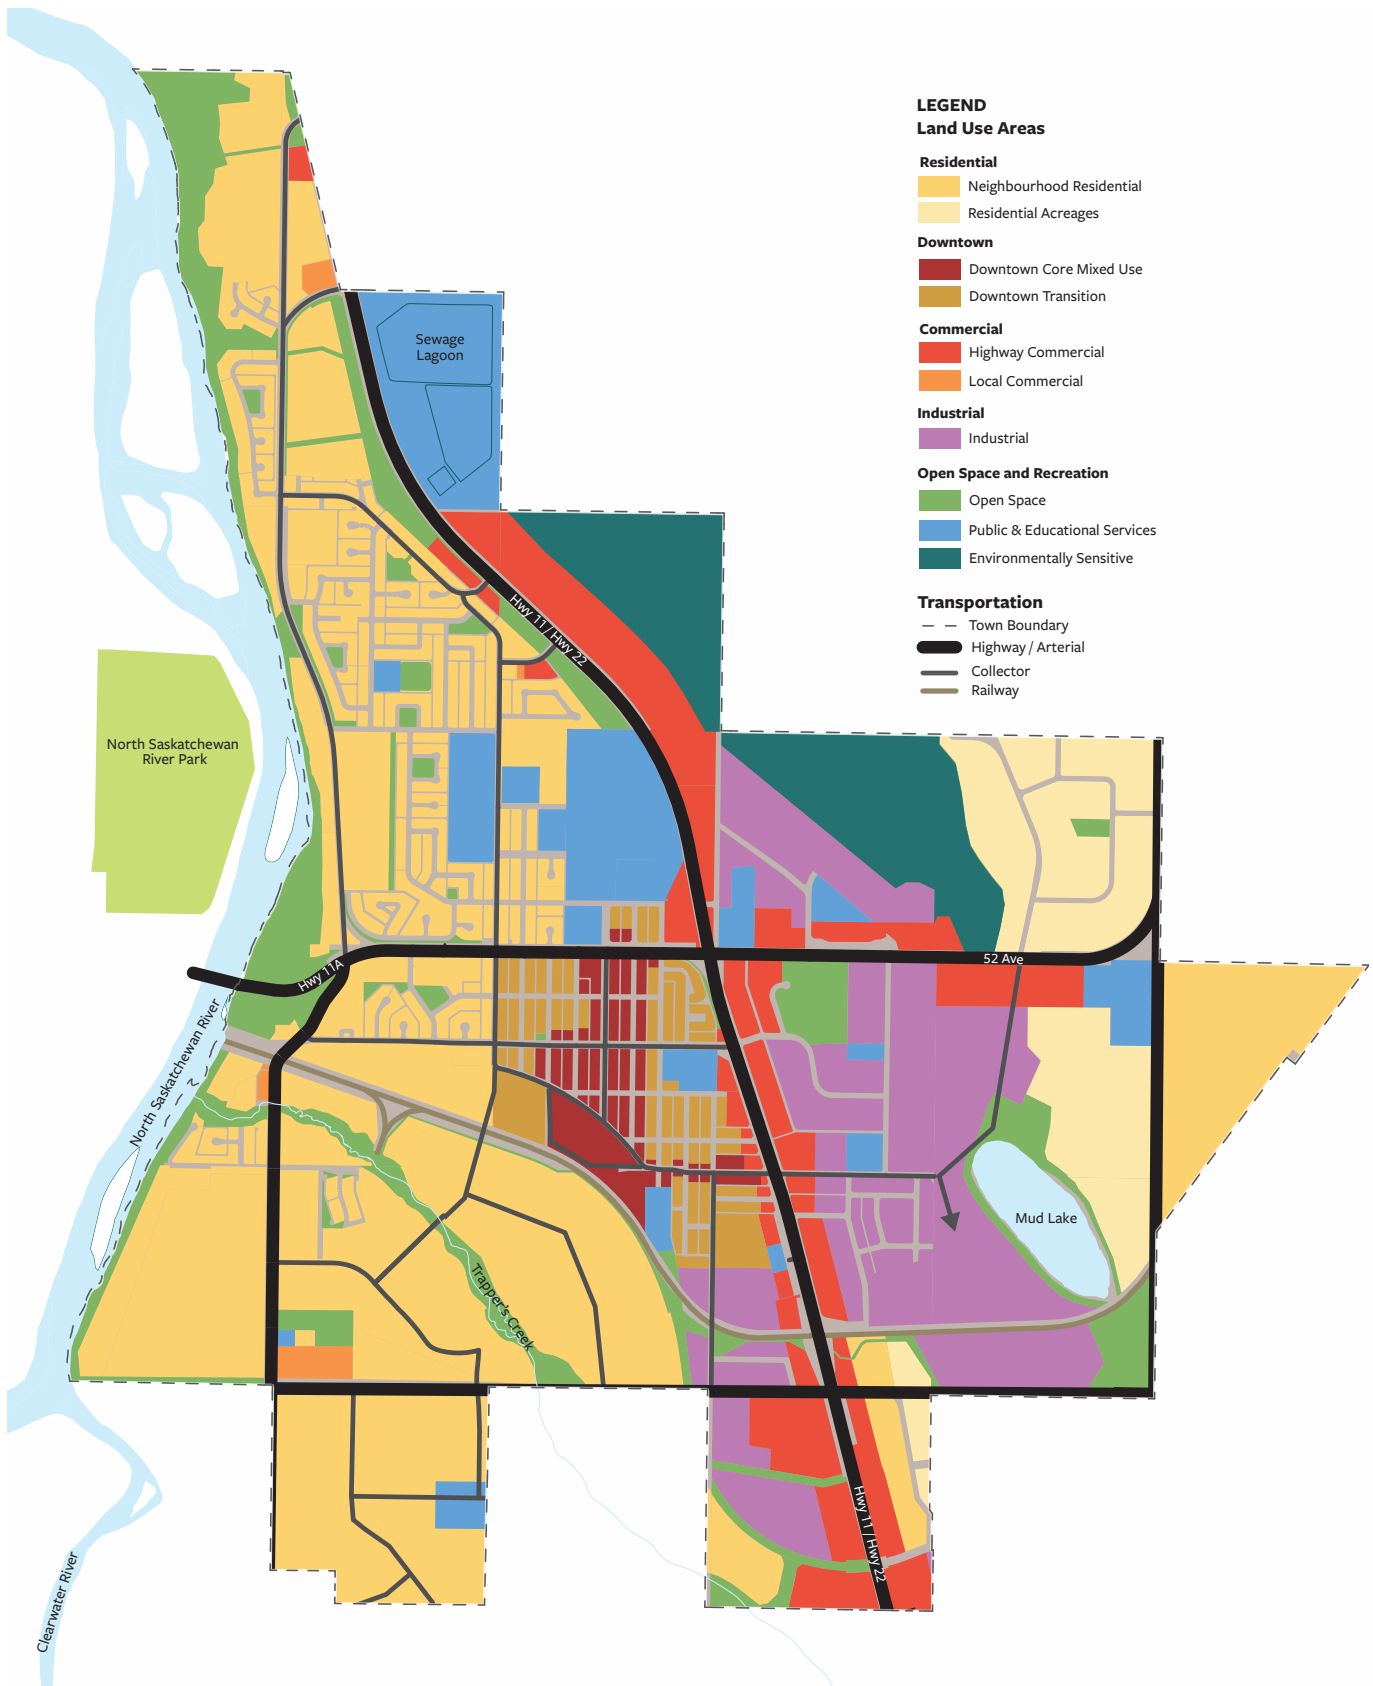 LEGEND
Land Use Areas
Residential
Neighbourhood Residential
Residential Acreages
Downtown
Downtown Core Mixed Use
Downtown Transition
Commercial
Highway Commercial
Local Commercial
Industrial
Industrial
Open Space and Recreation
Open Space
Public & Educational Services
Environmentally Sensitive
Transportation
Town Boundary
Highway / Arterial
Collector
Railway
Sewage
Lagoon
Hwy 11 / Hwy 22
North Saskatchewan
River Park
52 Ave
Hwy 11A
North Saskatchewan River
Mud Lake
Trapper's Creek
Hwy 11 / Hwy 22
Clearwater River